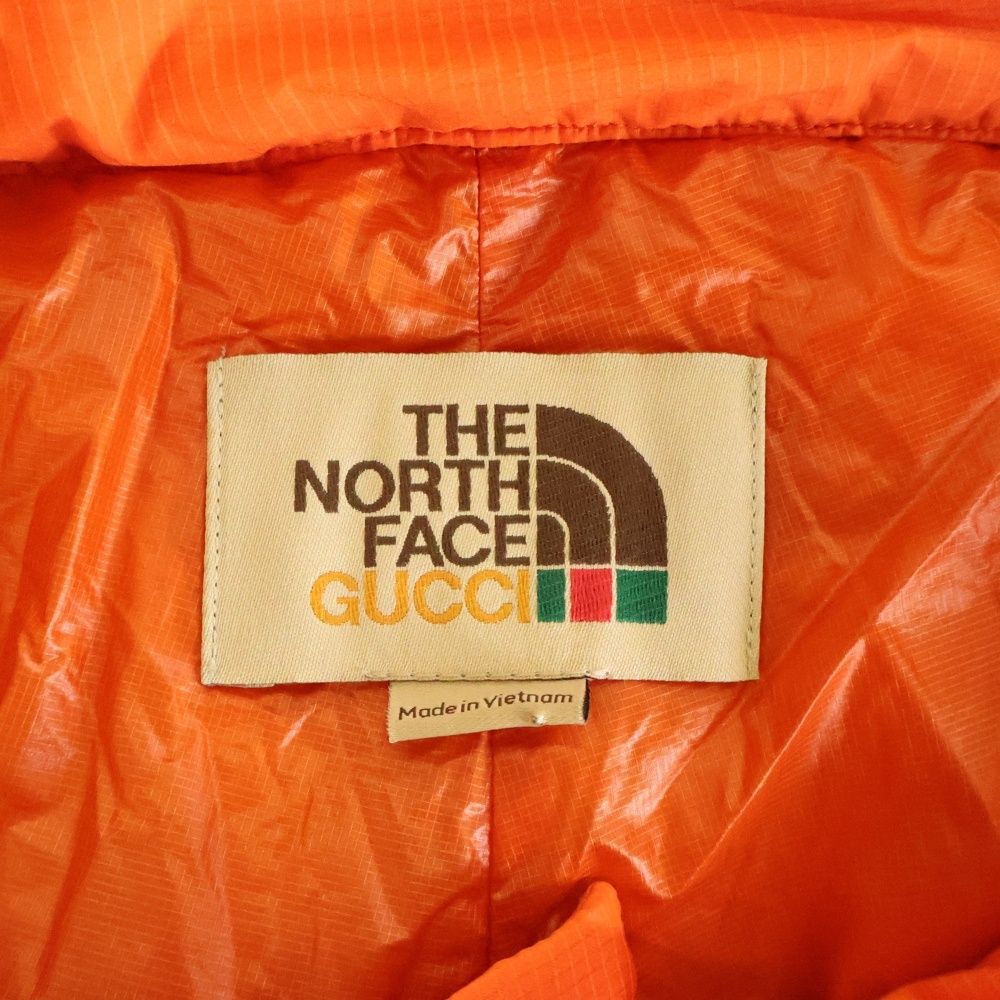 THE
NORTH
FACE
GUCCI
Made in Vietnam